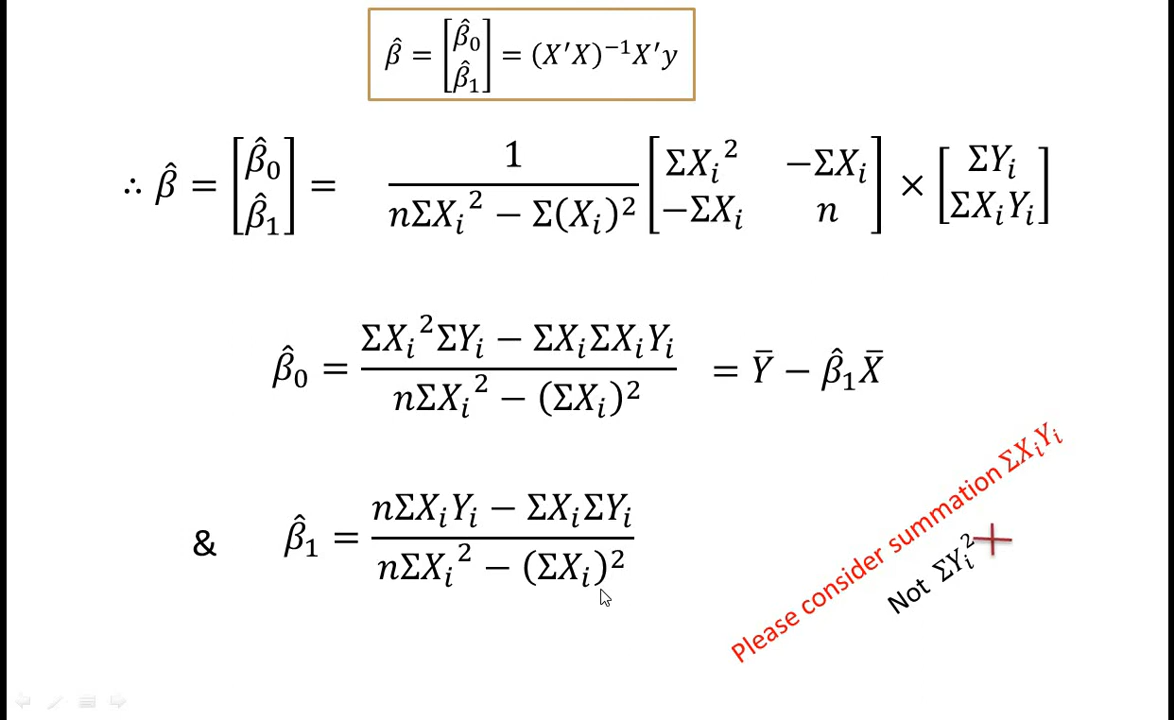 β̂ = [β̂₀ β̂₁] = (X′X)⁻¹X′y
∴ β̂ = [β̂₀ β̂₁] = 1 / (nΣXᵢ² − Σ(Xᵢ)²) [ΣXᵢ² −ΣXᵢ −ΣXᵢ n] × [ΣYᵢ ΣXᵢYᵢ]
β̂₀ = (ΣXᵢ²ΣYᵢ − ΣXᵢΣXᵢYᵢ) / (nΣXᵢ² − (ΣXᵢ)²) = Ȳ − β̂₁X̄
& β̂₁ = (nΣXᵢYᵢ − ΣXᵢΣYᵢ) / (nΣXᵢ² − (ΣXᵢ)²)
Please consider summation ΣXᵢYᵢ
Not ΣYᵢ²